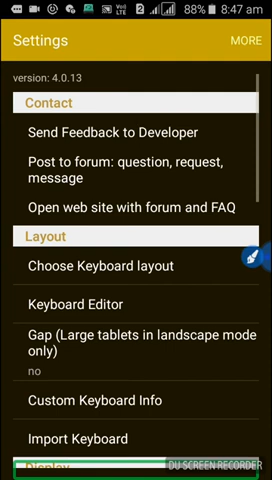 88% 8:47 am
Settings MORE
version: 4.0.13
Contact
Send Feedback to Developer
Post to forum: question, request,
message
Open web site with forum and FAQ
Layout
Choose Keyboard layout
Keyboard Editor
Gap (Large tablets in landscape mode
only)
no
Custom Keyboard Info
Import Keyboard
Display
DU SCREEN RECORDER